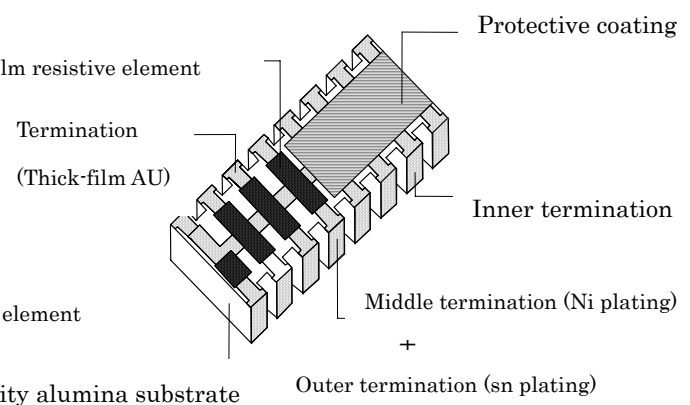 Protective coating
lm resistive element
Termination
(Thick-film AU)
Inner termination
Middle termination (Ni plating)
element
+
Outer termination (sn plating)
ity alumina substrate